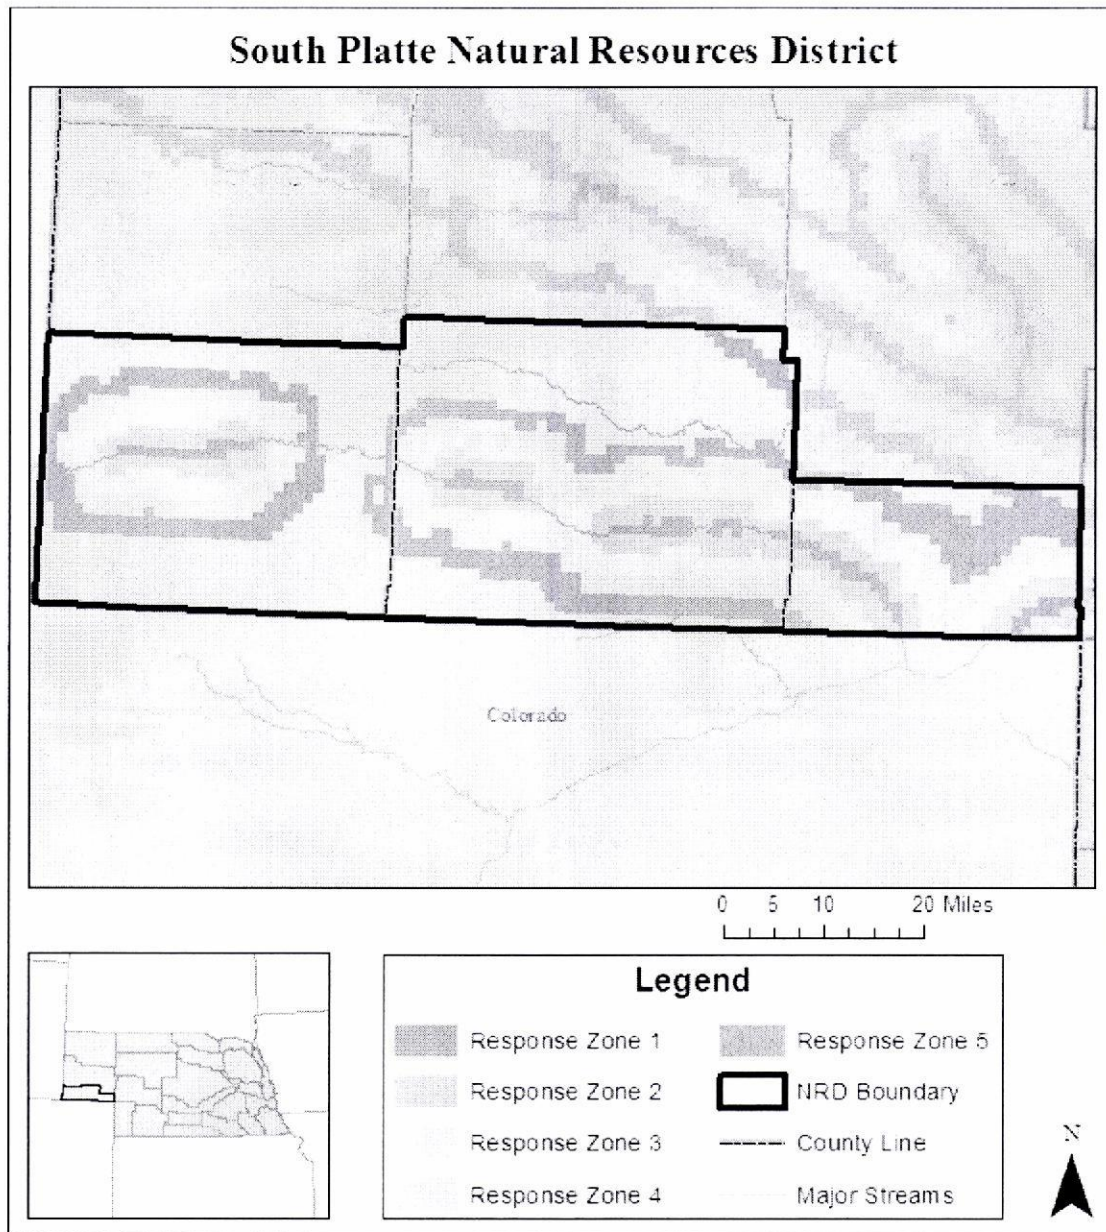 South Platte Natural Resources District
Colorado
0 5 10 20 Miles
Legend
Response Zone 1
Response Zone 2
Response Zone 3
Response Zone 4
Response Zone 5
NRD Boundary
County Line
Major Streams
N